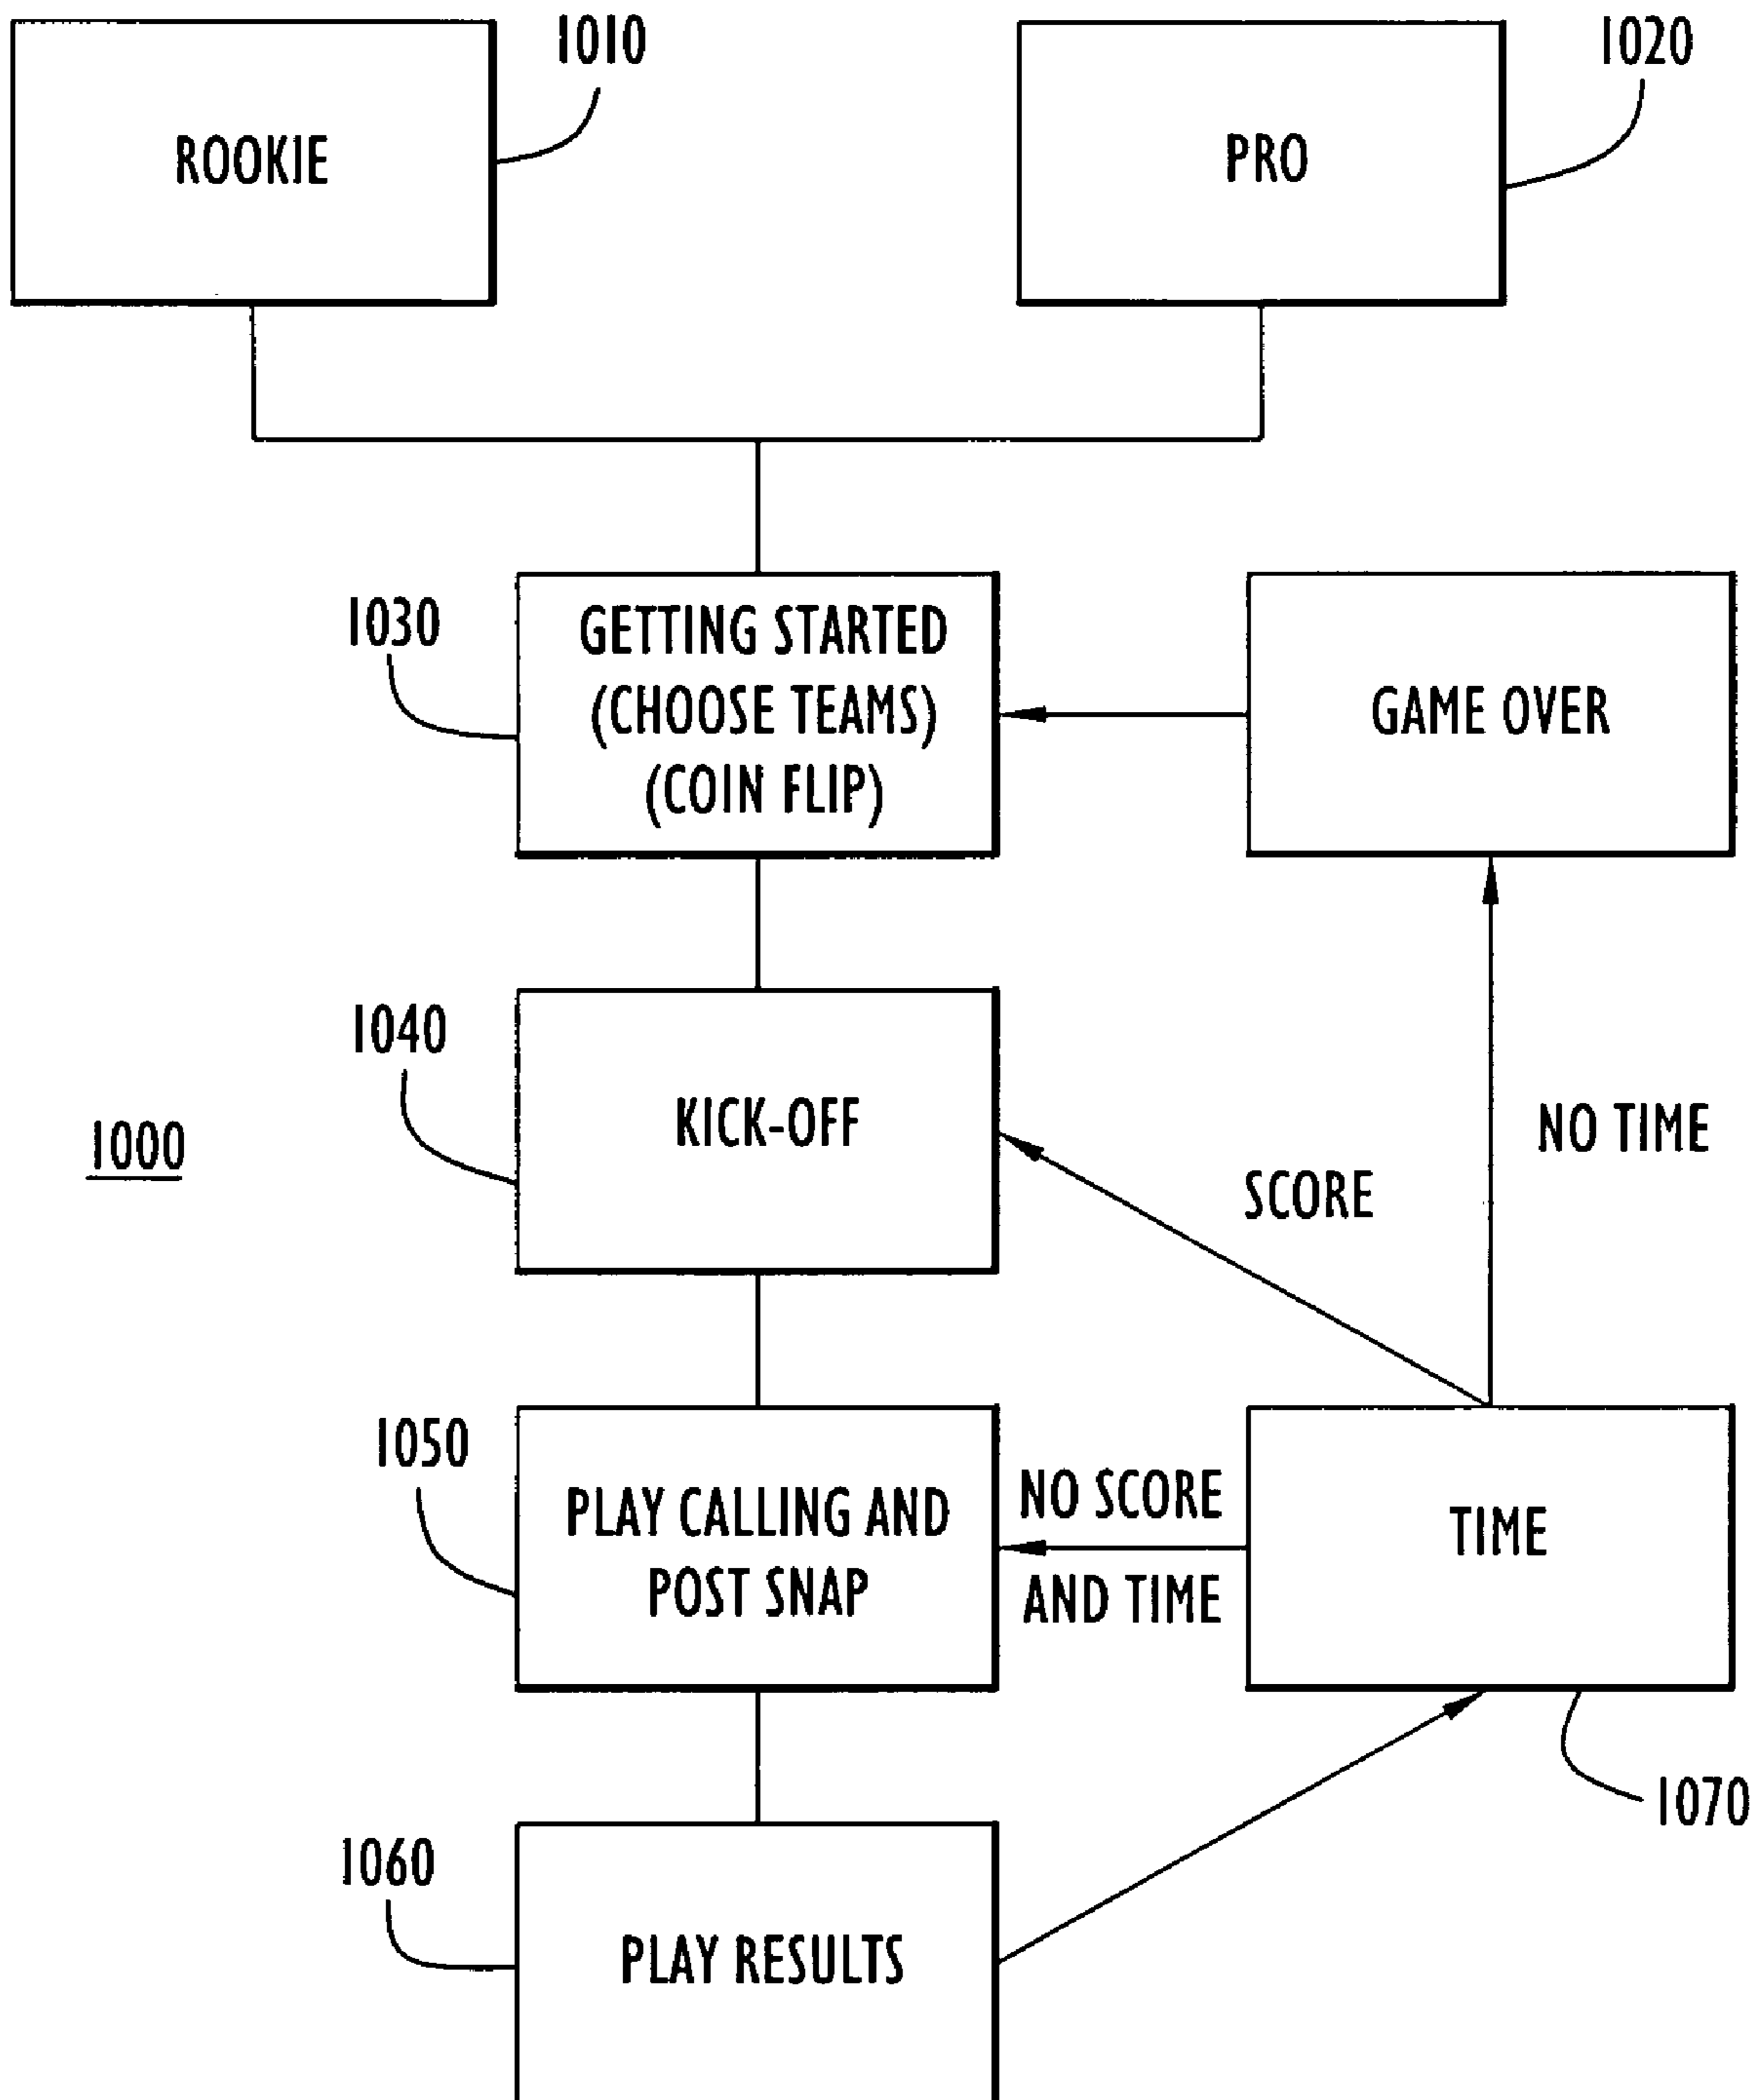 1010
1020
ROOKIE
PRO
1030
GETTING STARTED
(CHOOSE TEAMS)
(COIN FLIP)
GAME OVER
1040
KICK-OFF
1000
NO TIME
SCORE
1050
PLAY CALLING AND
POST SNAP
NO SCORE
AND TIME
TIME
1070
1060
PLAY RESULTS